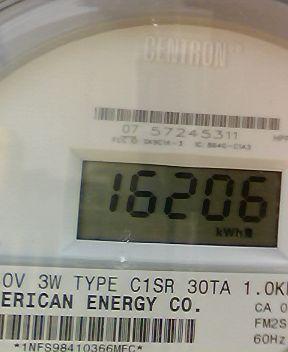 CENTRON
07 57245311
16206
kWh
0V 3W TYPE C1SR 30TA 1.0K
ERICAN ENERGY CO.
CA 0
FM2S
60Hz
*1NFS98410366MFC*